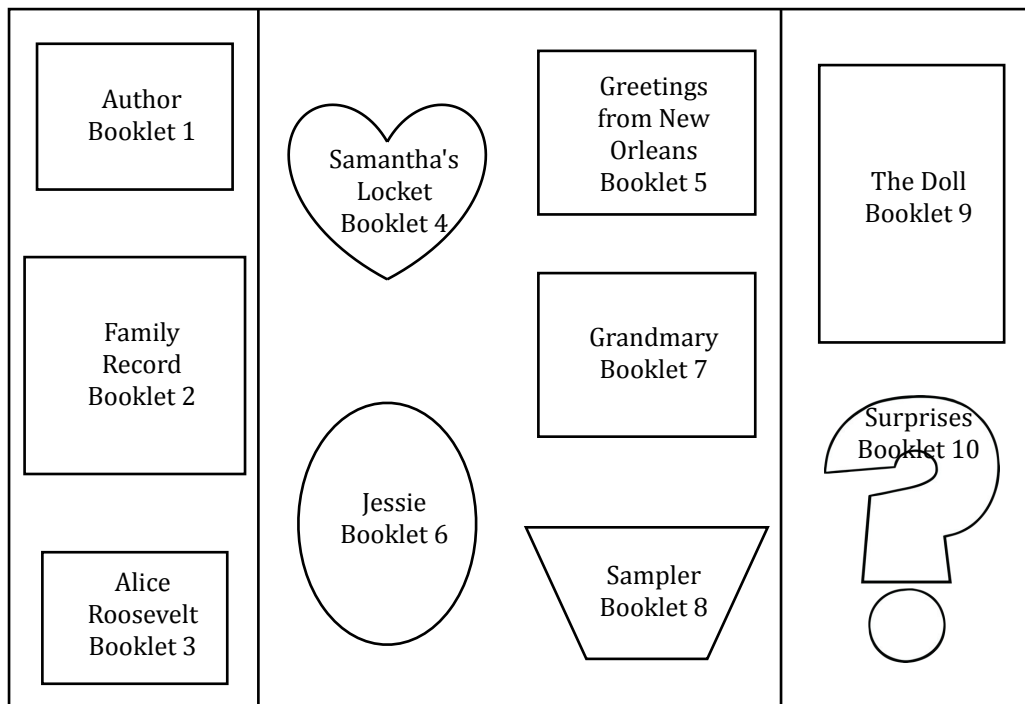 Author
Booklet 1
Family
Record
Booklet 2
Alice
Roosevelt
Booklet 3
Samantha's
Locket
Booklet 4
Greetings
from New
Orleans
Booklet 5
Jessie
Booklet 6
Grandmary
Booklet 7
Sampler
Booklet 8
The Doll
Booklet 9
Surprises
Booklet 10